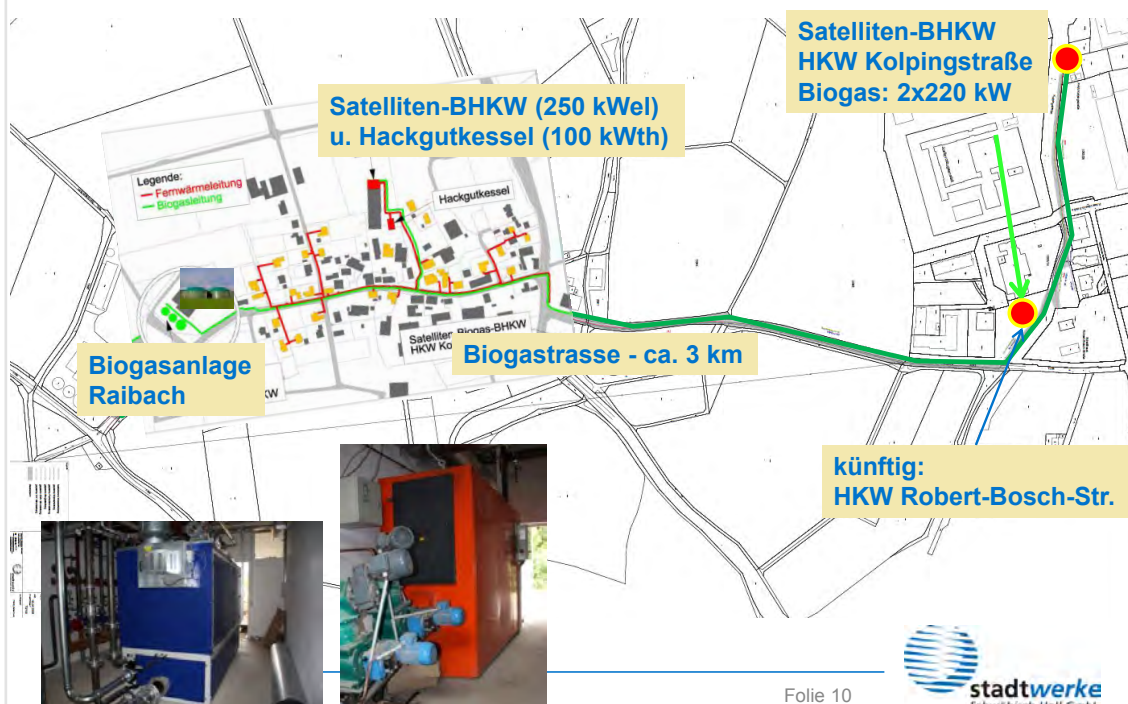 Satelliten-BHKW
HKW Kolpingstraße
Biogas: 2x220 kW
Satelliten-BHKW (250 kWel)
u. Hackgutkessel (100 kWth)
Legende:
Fernwärmeleitung
Biogasleitung
Hackgutkessel
Satelliten-Biogas-BHKW
HKW
Biogastrasse - ca. 3 km
Biogasanlage
Raibach
künftig:
HKW Robert-Bosch-Str.
Folie 10
stadtwerke